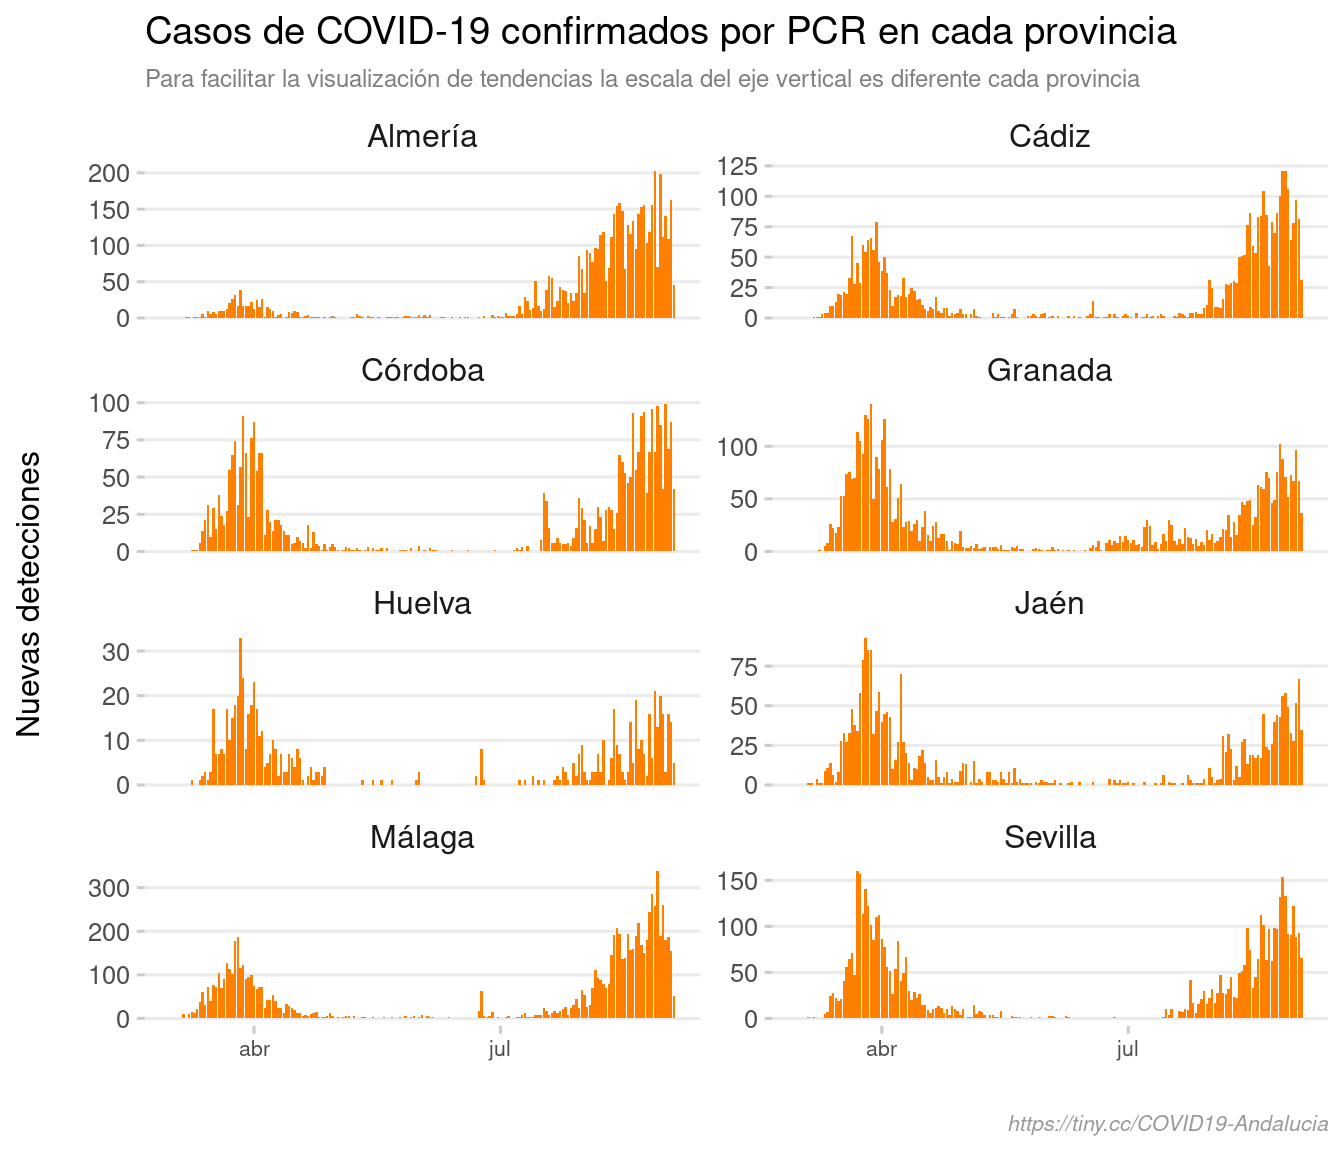 Casos de COVID-19 confirmados por PCR en cada provincia
Para facilitar la visualización de tendencias la escala del eje vertical es diferente cada provincia
Nuevas detecciones
Almería
200
150
100
50
0
Cádiz
125
100
75
50
25
0
Córdoba
100
75
50
25
0
Granada
100
50
0
Huelva
30
20
10
0
Jaén
75
50
25
0
Málaga
300
200
100
0
abr jul
Sevilla
150
100
50
0
abr jul
https://tiny.cc/COVID19-Andalucia